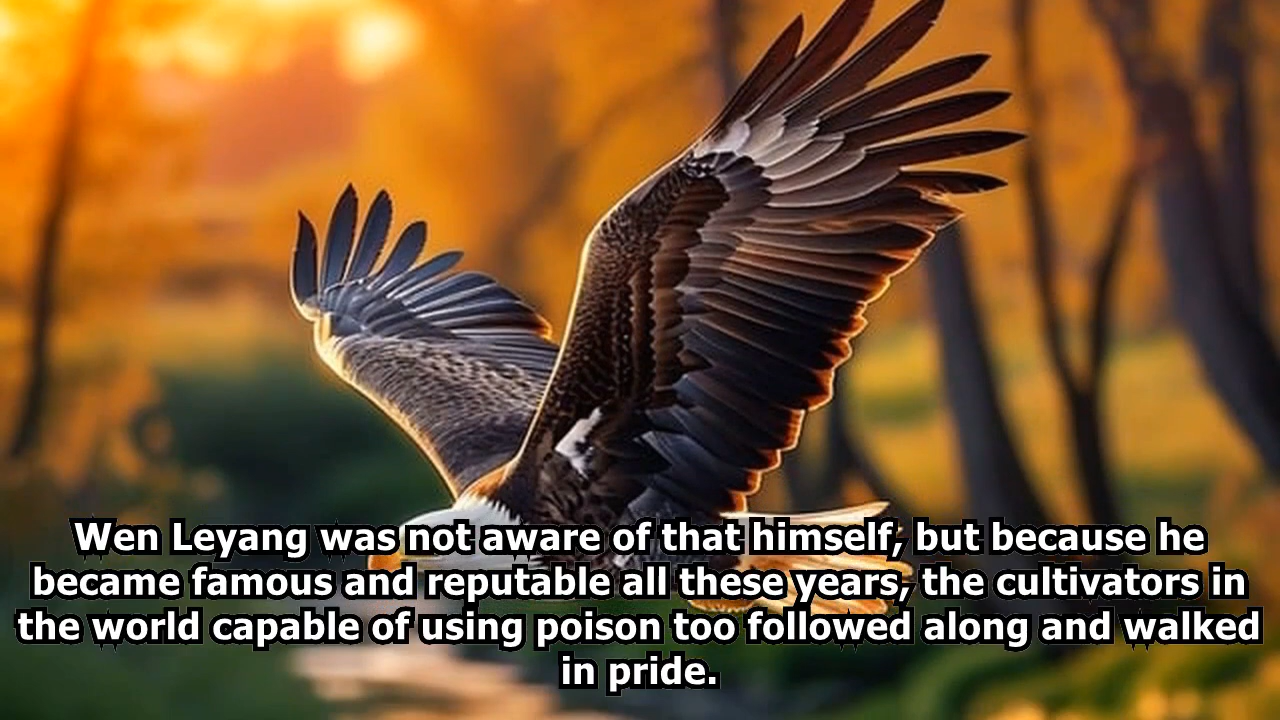 Wen Leyang was not aware of that himself, but because he
became famous and reputable all these years, the cultivators in
the world capable of using poison too followed along and walked
in pride.